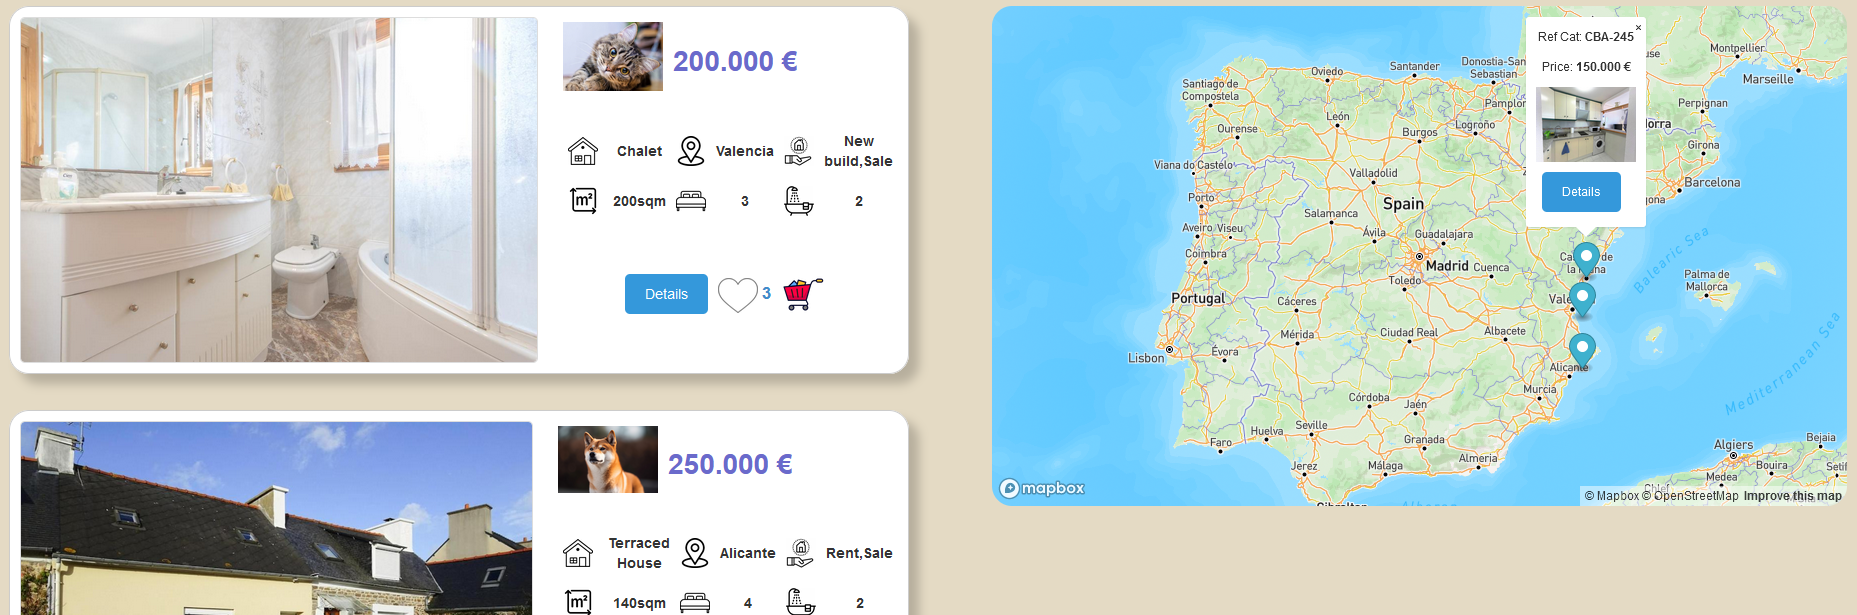 200.000 €
Chalet
Valencia
New
build,Sale
200sqm
3
2
Details
3
250.000 €
Terraced
House
Alicante
Rent,Sale
140sqm
4
2
×
Ref Cat: CBA-245
Price: 150.000 €
Details
Santiago de
Compostela
Oviedo
Santander
Donostia-San
Sebastian
Montpellier
Marseille
León
Burgos
Logroño
Perpignan
Ourense
Girona
Viana do Castelo
Valladolid
Barcelona
Porto
Salamanca
Spain
Aveiro
Viseu
Ávila
Guadalajara
Coimbra
Madrid
Cuenca
Toledo
Balearic Sea
Palma de
Mallorca
Portugal
Cáceres
Mérida
Ciudad Real
Albacete
Lisbon
Évora
Alicante
Murcia
Mediterranean Sea
Córdoba
Jaén
Huelva
Seville
Faro
Granada
Jerez
Málaga
Almeria
Algiers
Bejaia
Bouira
Medea
mapbox
© Mapbox © OpenStreetMap Improve this map